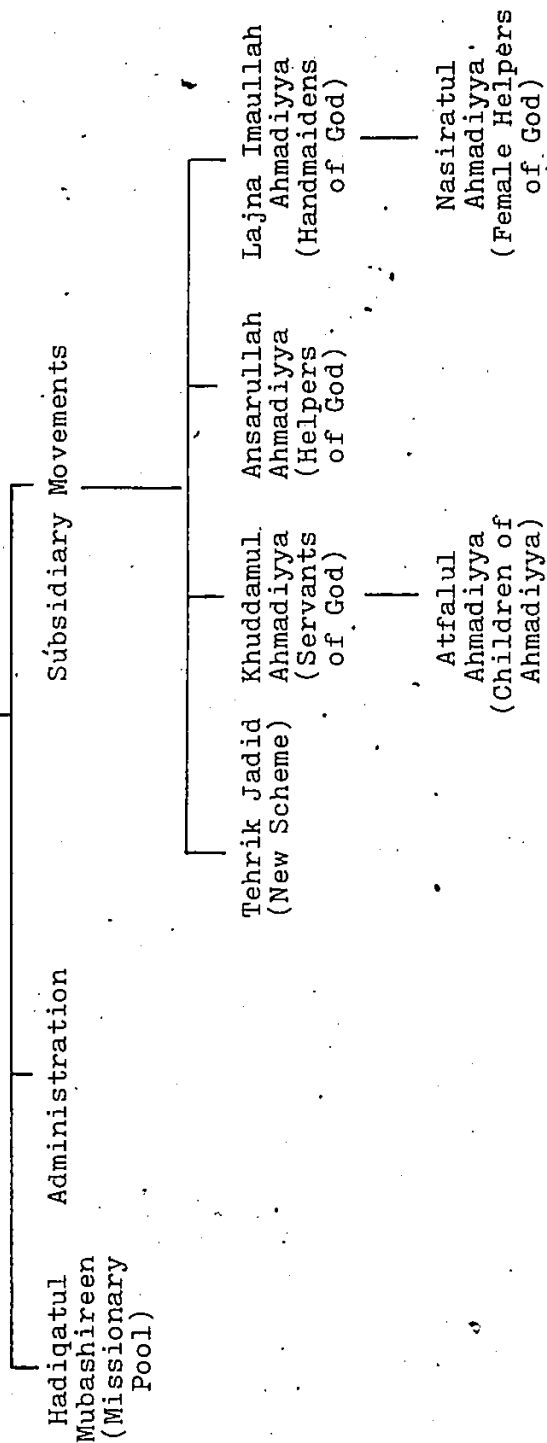 Hadiqatul
Mubashireen
(Missionary
Pool)
Administration
Subsidiary Movements
Tehrik Jadid
(New Scheme)
Khuddamul
Ahmadiyya
(Servants
of God)
Ansarullah
Ahmadiyya
(Helpers
of God)
Lajna Imaullah
Ahmadiyya
(Handmaidens
of God)
Atfalul
Ahmadiyya
(Children of
Ahmadiyya)
Nasiratul
Ahmadiyya
(Female Helpers
of God)